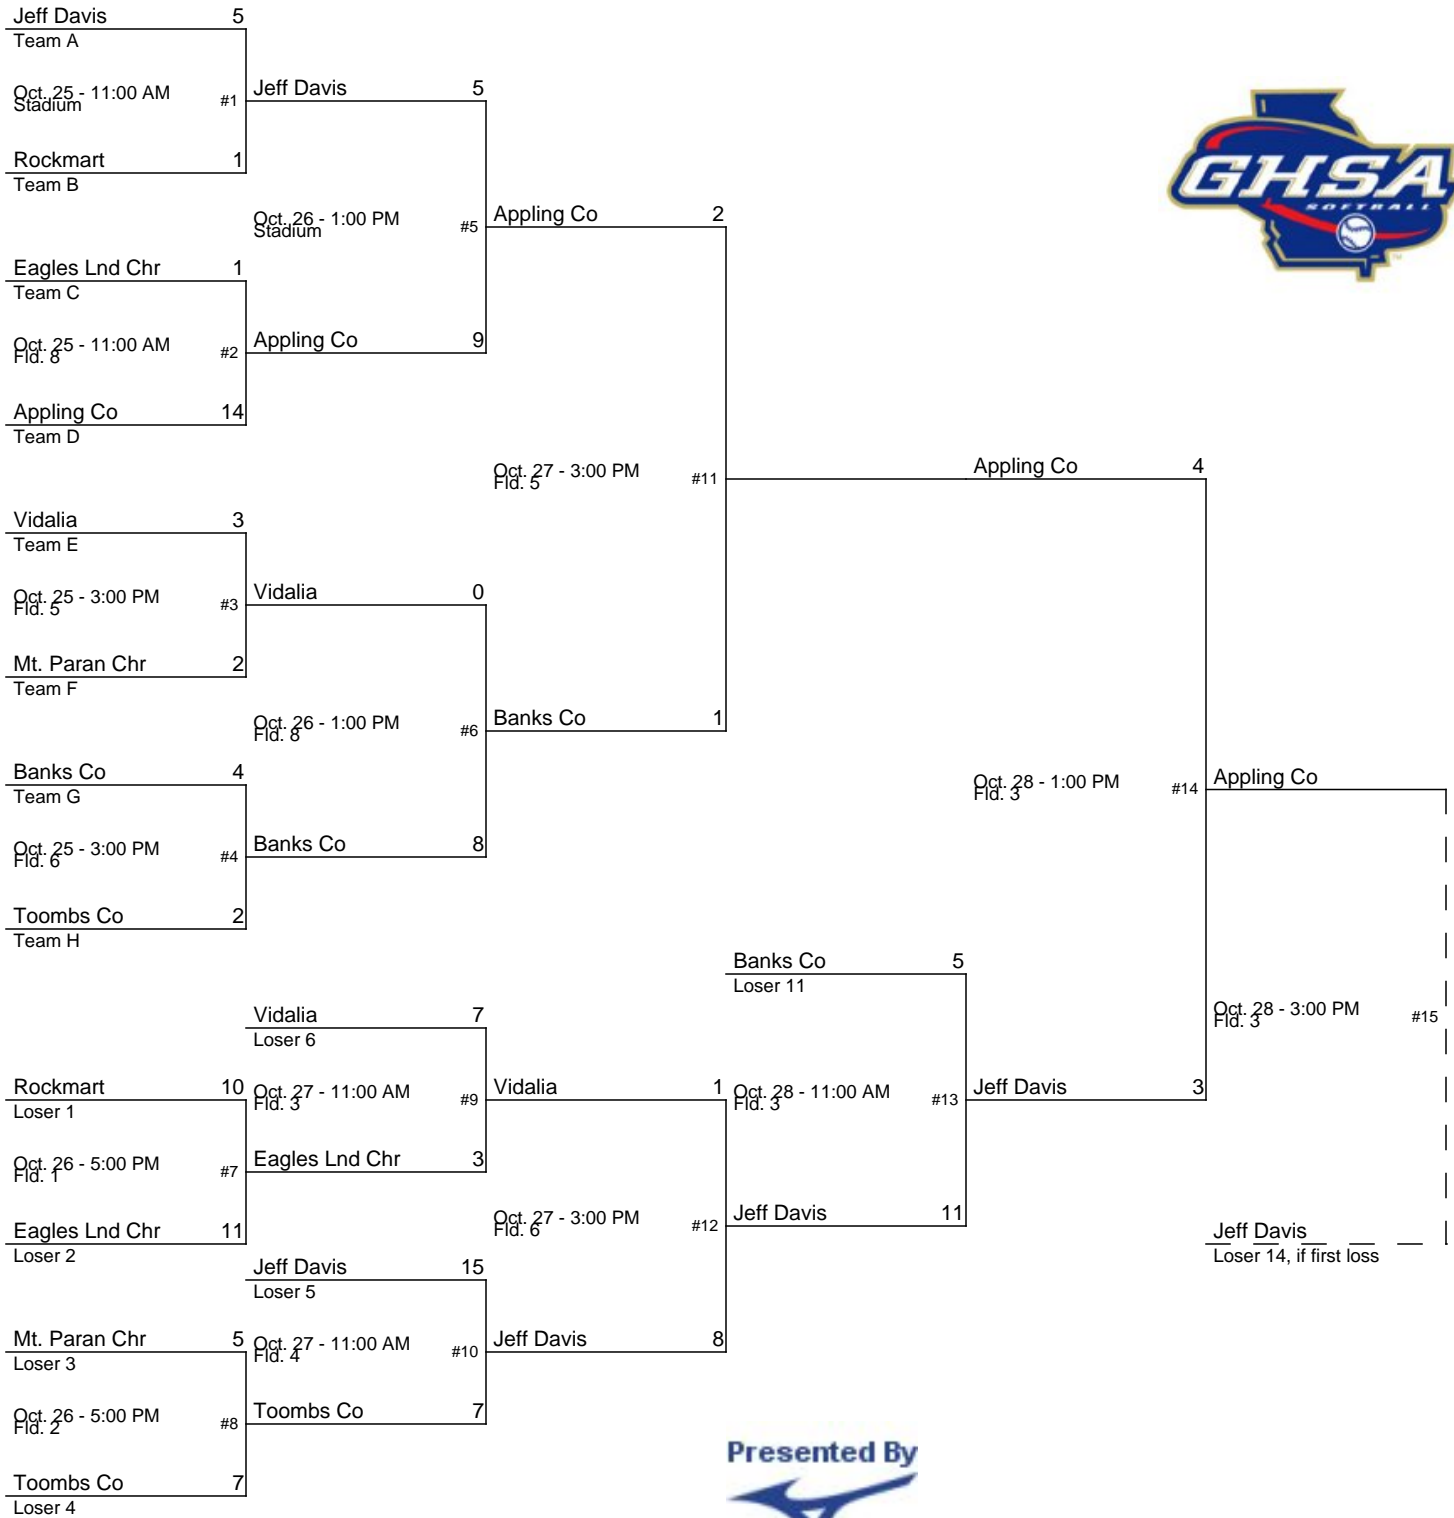 Jeff Davis 5
Team A
Oct. 25 - 11:00 AM
Stadium
#1
Rockmart 1
Team B
Eagles Lnd Chr 1
Team C
Oct. 25 - 11:00 AM
Fld. 8
#2
Appling Co 14
Team D
Vidalia 3
Team E
Oct. 25 - 3:00 PM
Fld. 5
#3
Mt. Paran Chr 2
Team F
Banks Co 4
Team G
Oct. 25 - 3:00 PM
Fld. 6
#4
Toombs Co 2
Team H
Jeff Davis 5
Oct. 26 - 1:00 PM
Stadium
#5
Appling Co 9
Vidalia 0
Oct. 26 - 1:00 PM
Fld. 8
#6
Banks Co 8
Appling Co 2
Oct. 27 - 3:00 PM
Fld. 5
#11
Banks Co 1
Rockmart 10
Loser 1
Oct. 26 - 5:00 PM
Fld. 1
#7
Eagles Lnd Chr 11
Loser 2
Mt. Paran Chr 5
Loser 3
Oct. 26 - 5:00 PM
Fld. 2
#8
Toombs Co 7
Loser 4
Vidalia 7
Loser 6
Oct. 27 - 11:00 AM
Fld. 3
#9
Eagles Lnd Chr 3
Jeff Davis 15
Loser 5
Oct. 27 - 11:00 AM
Fld. 4
#10
Toombs Co 7
Vidalia 1
Oct. 27 - 3:00 PM
Fld. 6
#12
Jeff Davis 8
Banks Co 5
Loser 11
Oct. 28 - 11:00 AM
Fld. 3
#13
Jeff Davis 11
Appling Co 4
Oct. 28 - 1:00 PM
Fld. 3
#14
Jeff Davis 3
Appling Co
Oct. 28 - 3:00 PM
Fld. 3
#15
Jeff Davis
Loser 14, if first loss
GHSA
SOFTBALL
TM
Presented By